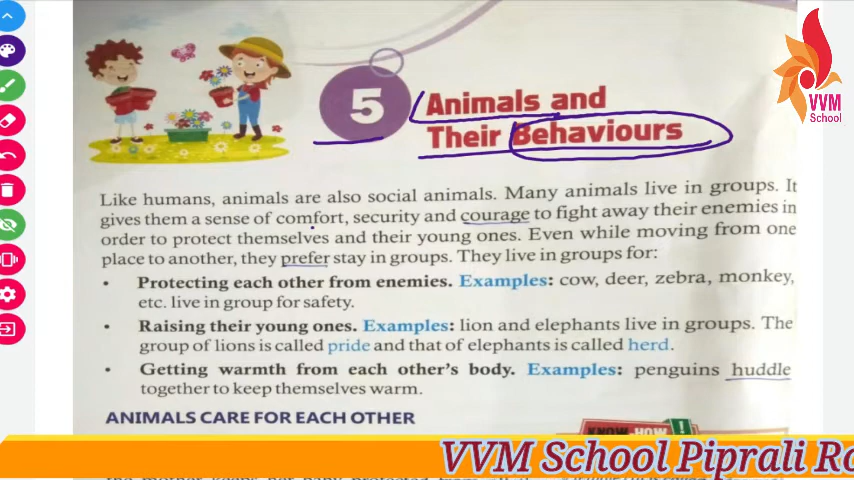 5
Animals and
Their Behaviours
VVM
School
Like humans, animals are also social animals. Many animals live in groups. It
gives them a sense of comfort, security and courage to fight away their enemies in
order to protect themselves and their young ones. Even while moving from one
place to another, they prefer stay in groups. They live in groups for:
• Protecting each other from enemies. Examples: cow, deer, zebra, monkey,
etc. live in group for safety.
• Raising their young ones. Examples: lion and elephants live in groups. The
group of lions is called pride and that of elephants is called herd.
• Getting warmth from each other's body. Examples: penguins huddle
together to keep themselves warm.
ANIMALS CARE FOR EACH OTHER
KNOW-HOW !
VVM School Piprali Ro